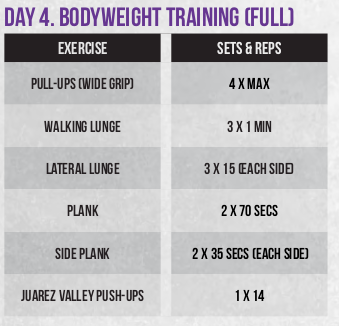 DAY 4. BODYWEIGHT TRAINING (FULL)
EXERCISE SETS & REPS
PULL-UPS (WIDE GRIP) 4 X MAX
WALKING LUNGE 3 X 1 MIN
LATERAL LUNGE 3 X 15 (EACH SIDE)
PLANK 2 X 70 SECS
SIDE PLANK 2 X 35 SECS (EACH SIDE)
JUAREZ VALLEY PUSH-UPS 1 X 14